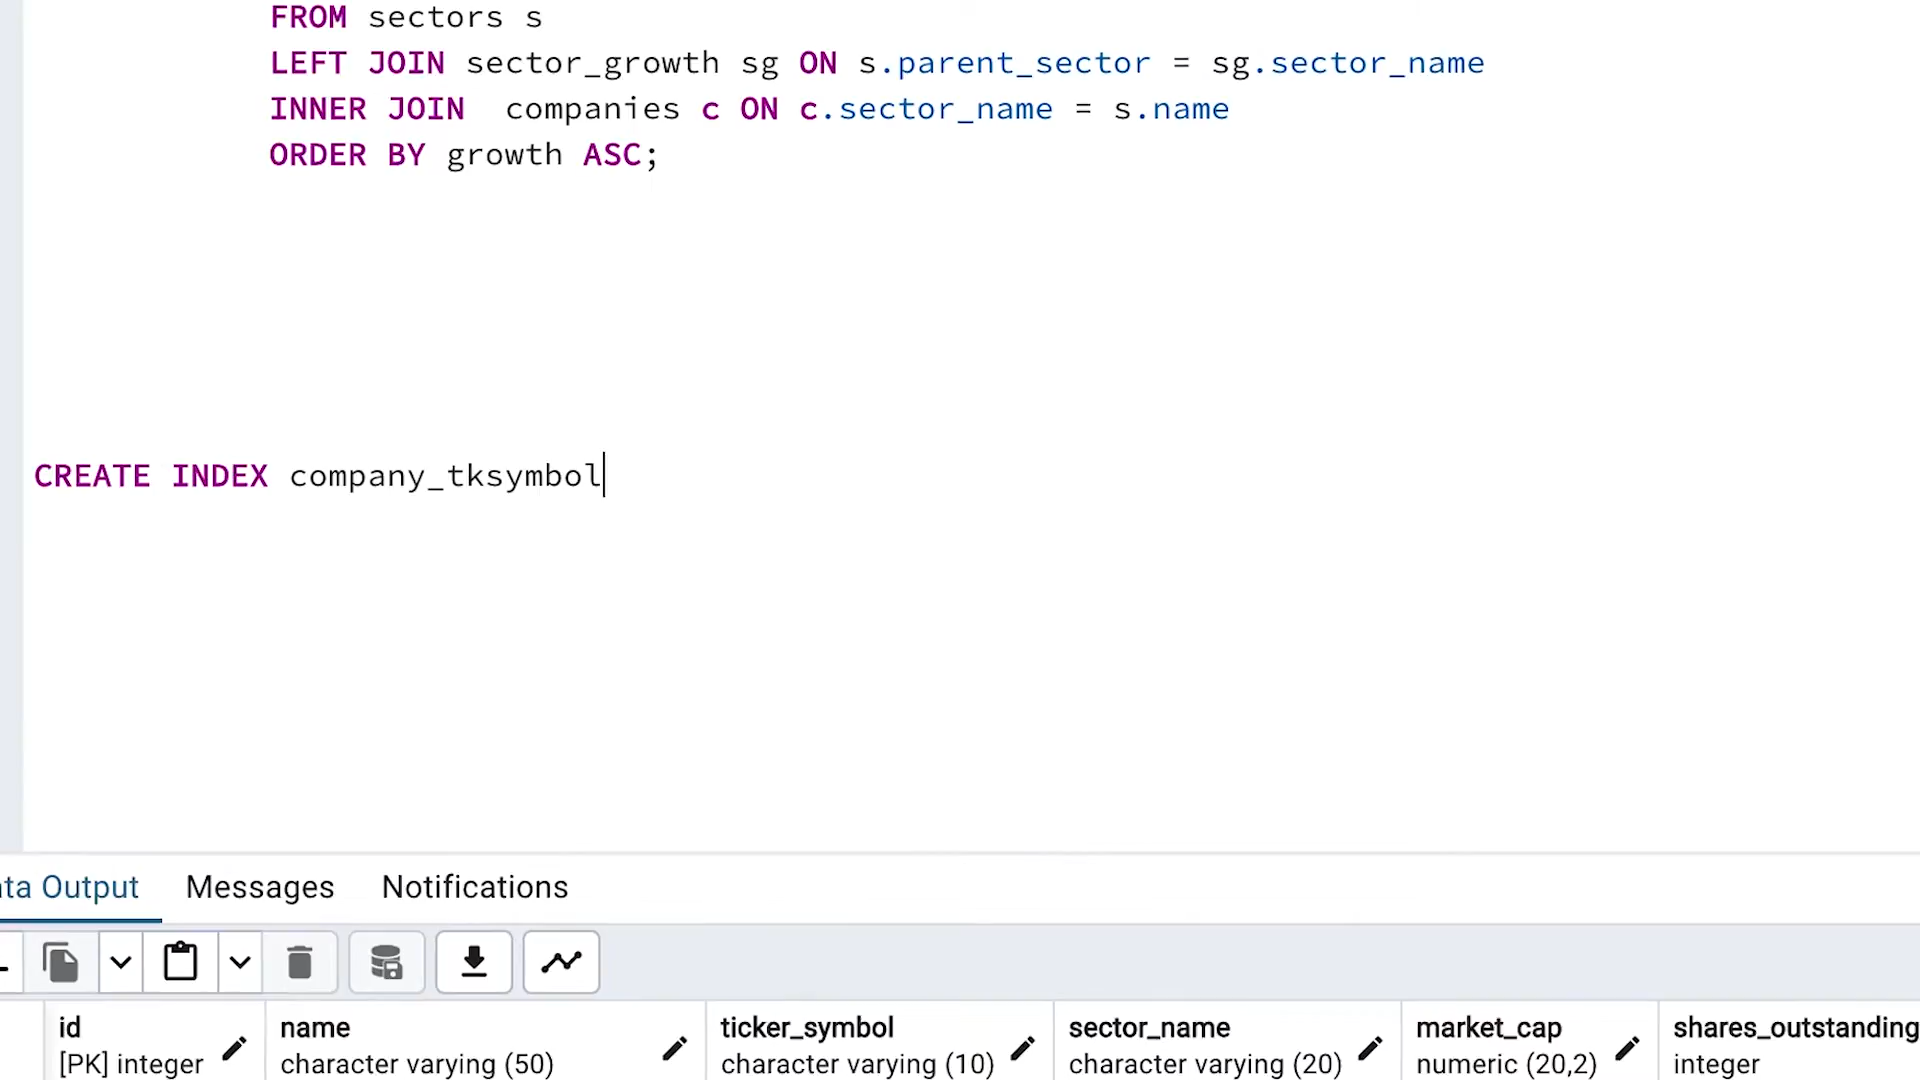 FROM sectors s
LEFT JOIN sector_growth sg ON s.parent_sector = sg.sector_name
INNER JOIN  companies c ON c.sector_name = s.name
ORDER BY growth ASC;
CREATE INDEX company_tksymbol
ata Output Messages Notifications
id name ticker_symbol sector_name market_cap shares_outstanding
[PK] integer character varying (50) character varying (10) character varying (20) numeric (20,2) integer